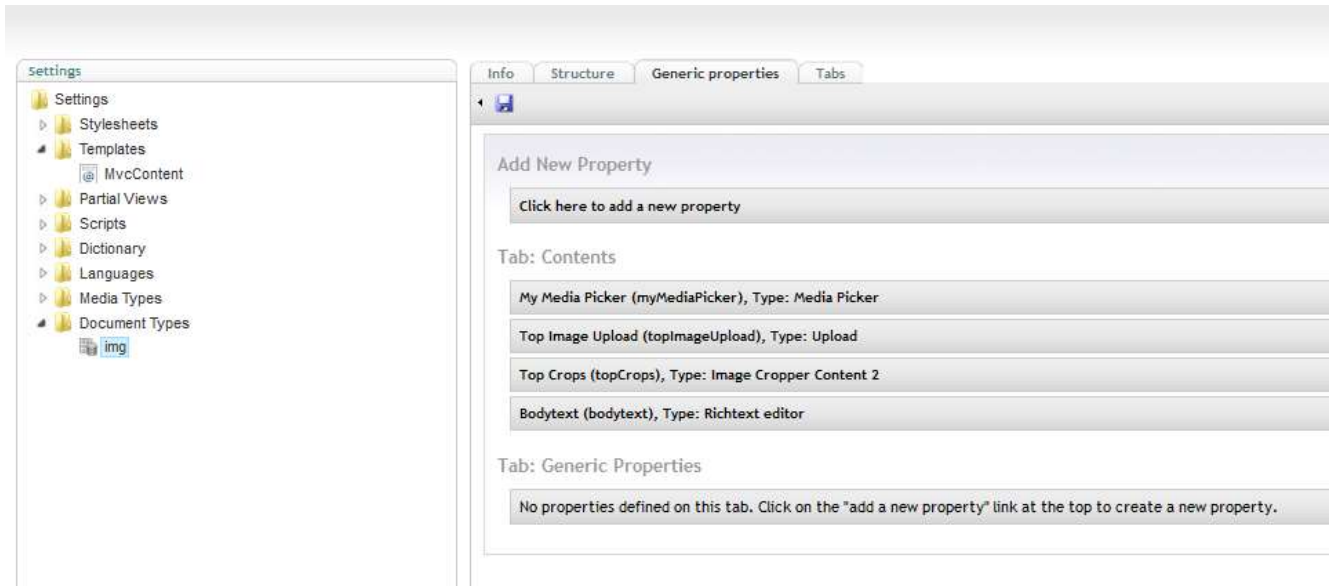 Settings
Settings
Stylesheets
Templates
MvcContent
Partial Views
Scripts
Dictionary
Languages
Media Types
Document Types
img
Info Structure Generic properties Tabs
Add New Property
Click here to add a new property
Tab: Contents
My Media Picker (myMediaPicker), Type: Media Picker
Top Image Upload (topImageUpload), Type: Upload
Top Crops (topCrops), Type: Image Cropper Content 2
Bodytext (bodytext), Type: Richtext editor
Tab: Generic Properties
No properties defined on this tab. Click on the "add a new property" link at the top to create a new property.